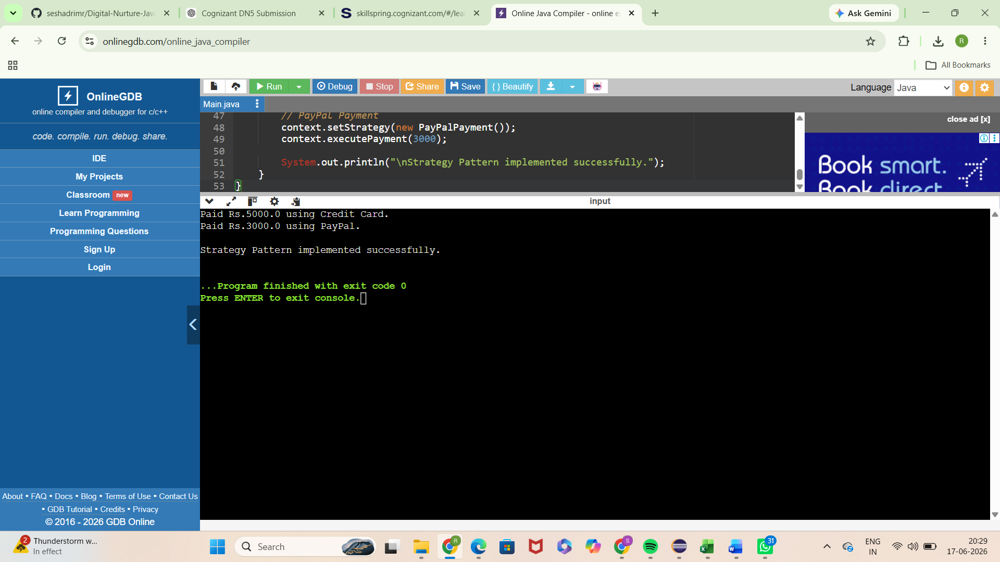 seshadrimr/Digital-Nurture-Java
Cognizant DN5 Submission
skillspring.cognizant.com/#/lear
Online Java Compiler - online e
Ask Gemini
onlinegdb.com/online_java_compiler
R
All Bookmarks
OnlineGDB
online compiler and debugger for c/c++
code. compile. run. debug. share.
IDE
My Projects
Classroom new
Learn Programming
Programming Questions
Sign Up
Login
About • FAQ • Docs • Blog • Terms of Use • Contact Us
• GDB Tutorial • Credits • Privacy
© 2016 - 2026 GDB Online
Run
Debug
Stop
Share
Save
{ } Beautify
Language Java
Main.java
47 // PayPal Payment
48 context.setStrategy(new PayPalPayment());
49 context.executePayment(3000);
50
51 System.out.println("\nStrategy Pattern implemented successfully.");
52 }
53 }
close ad [x]
Book smart.
Book direct.
input
Paid Rs.5000.0 using Credit Card.
Paid Rs.3000.0 using PayPal.
Strategy Pattern implemented successfully.
...Program finished with exit code 0
Press ENTER to exit console.
2
Thunderstorm w...
In effect
Search
R
S
31
ENG
IN
20:29
17-06-2026